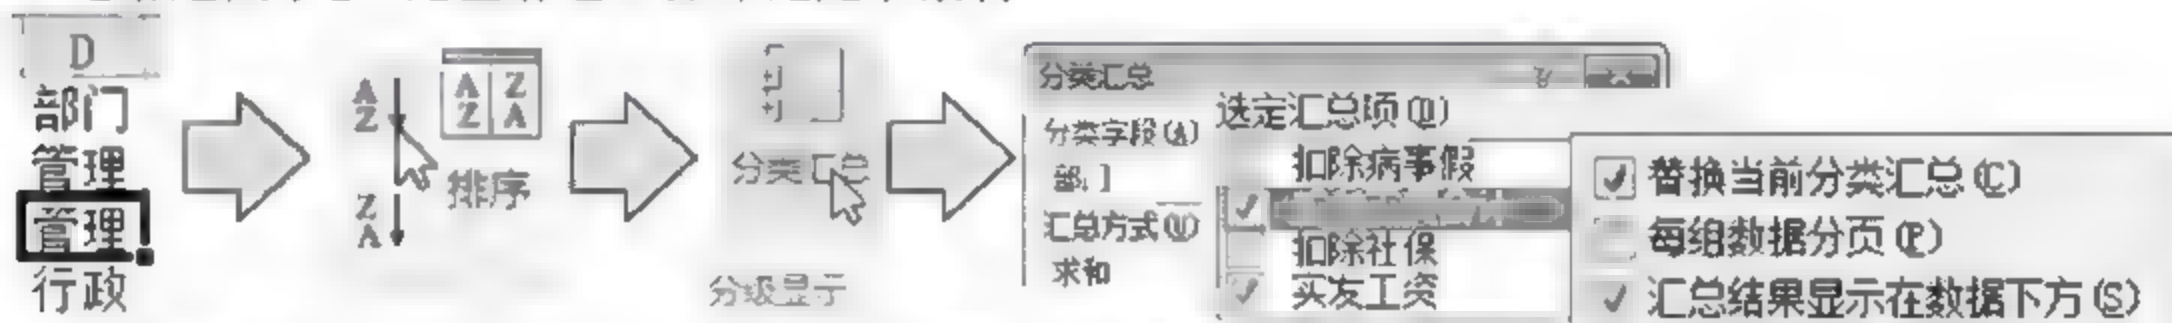 D
部门
管理
管理
行政
A
Z
Z
A
A Z
Z A
排序
分类汇总
分级显示
分类汇总
分类字段(A)
汇总方式(U)
求和
选定汇总项(D)
扣除病事假
扣除社保
实发工资
替换当前分类汇总(C)
每组数据分页(P)
汇总结果显示在数据下方(S)